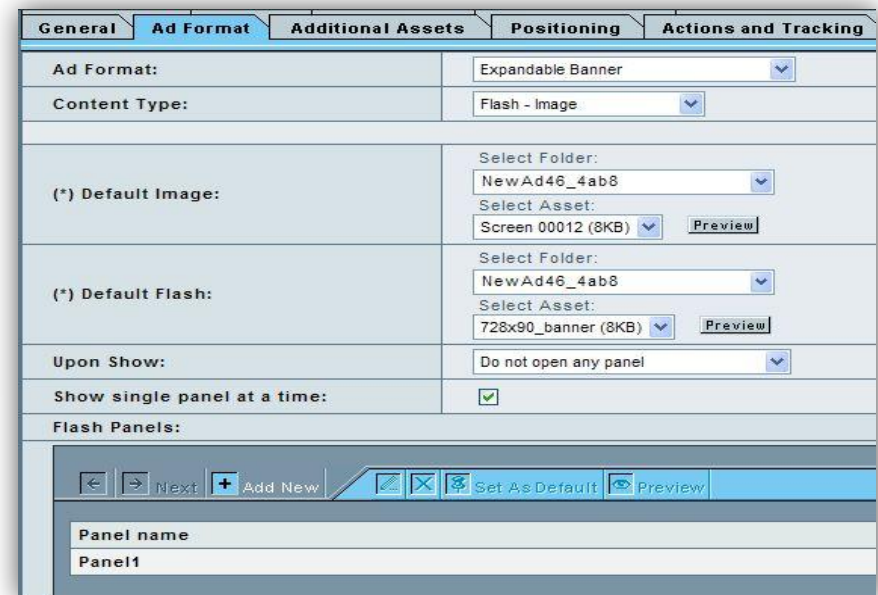 General Ad Format Additional Assets Positioning Actions and Tracking
Ad Format: Expandable Banner
Content Type: Flash - Image
Select Folder:
(*) Default Image: NewAd46_4ab8
Select Asset:
Screen 00012 (8KB) Preview
Select Folder:
(*) Default Flash: NewAd46_4ab8
Select Asset:
728x90_banner (8KB) Preview
Upon Show: Do not open any panel
Show single panel at a time:
Flash Panels:
Next Add New Set As Default Preview
Panel name
Panel1